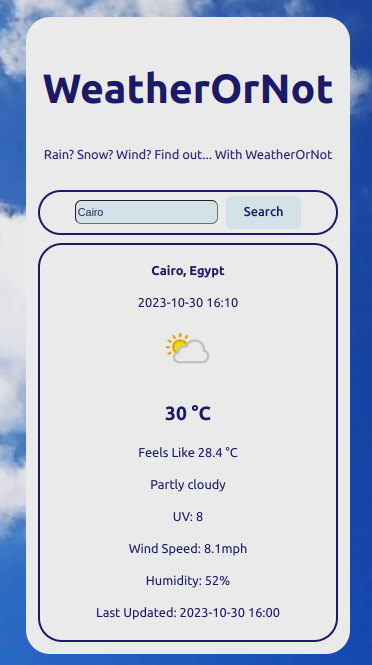 WeatherOrNot
Rain? Snow? Wind? Find out... With WeatherOrNot
Cairo Search
Cairo, Egypt
2023-10-30 16:10
30 °C
Feels Like 28.4 °C
Partly cloudy
UV: 8
Wind Speed: 8.1mph
Humidity: 52%
Last Updated: 2023-10-30 16:00